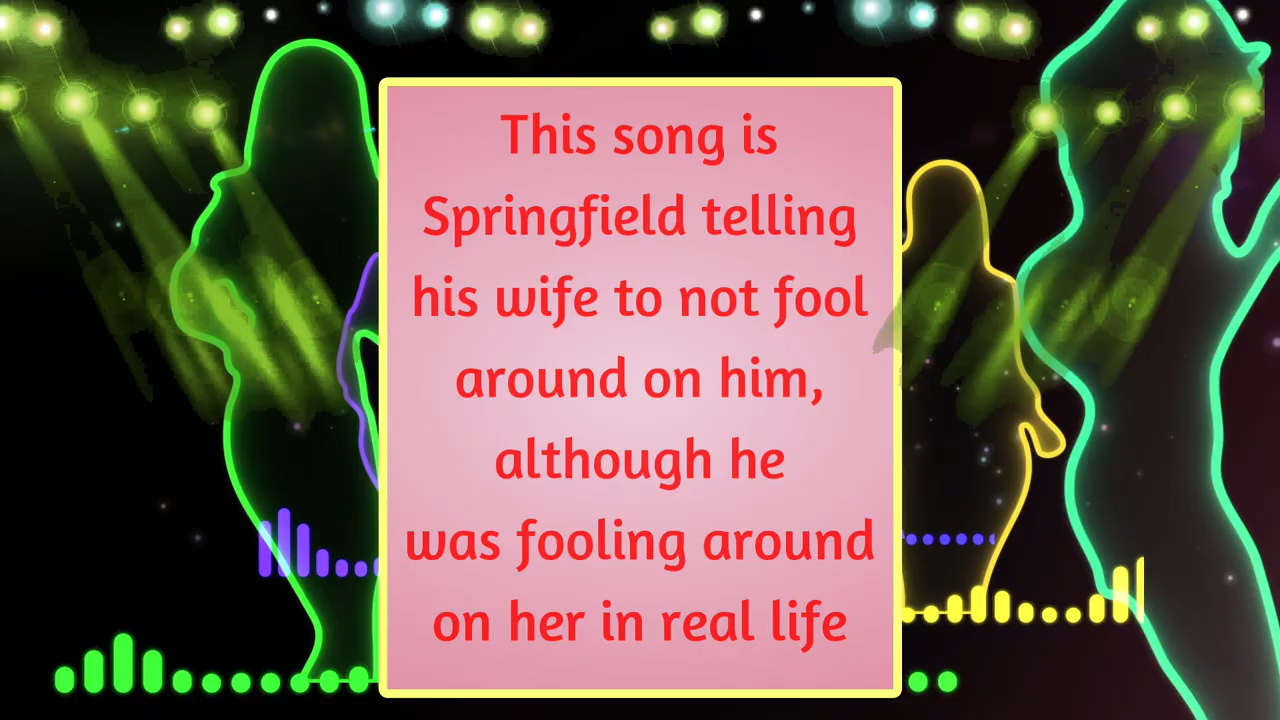 This song is
Springfield telling
his wife to not fool
around on him,
although he
was fooling around
on her in real life